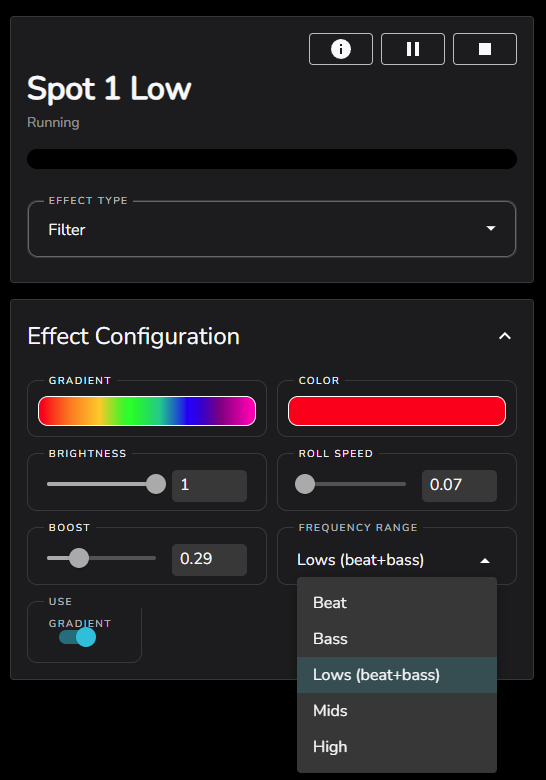 Spot 1 Low
Running
EFFECT TYPE
Filter
Effect Configuration
GRADIENT
COLOR
BRIGHTNESS
1
ROLL SPEED
0.07
BOOST
0.29
FREQUENCY RANGE
Lows (beat+bass)
USE
GRADIENT
Beat
Bass
Lows (beat+bass)
Mids
High